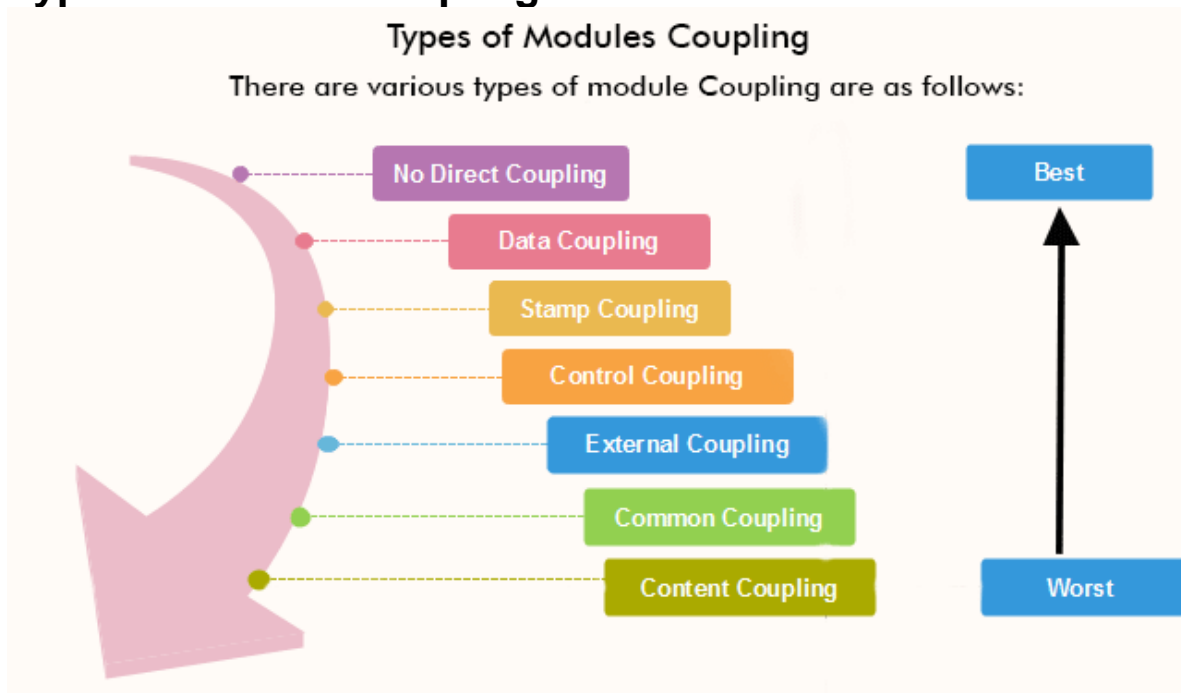 Types of Modules Coupling
There are various types of module Coupling are as follows:
No Direct Coupling
Best
Data Coupling
Stamp Coupling
Control Coupling
External Coupling
Common Coupling
Content Coupling
Worst